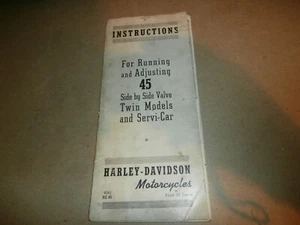 INSTRUCTIONS
For Running
and Adjusting
45
Side by Side Valve
Twin Models
and Servi-Car
HARLEY-DAVIDSON
Motorcycles